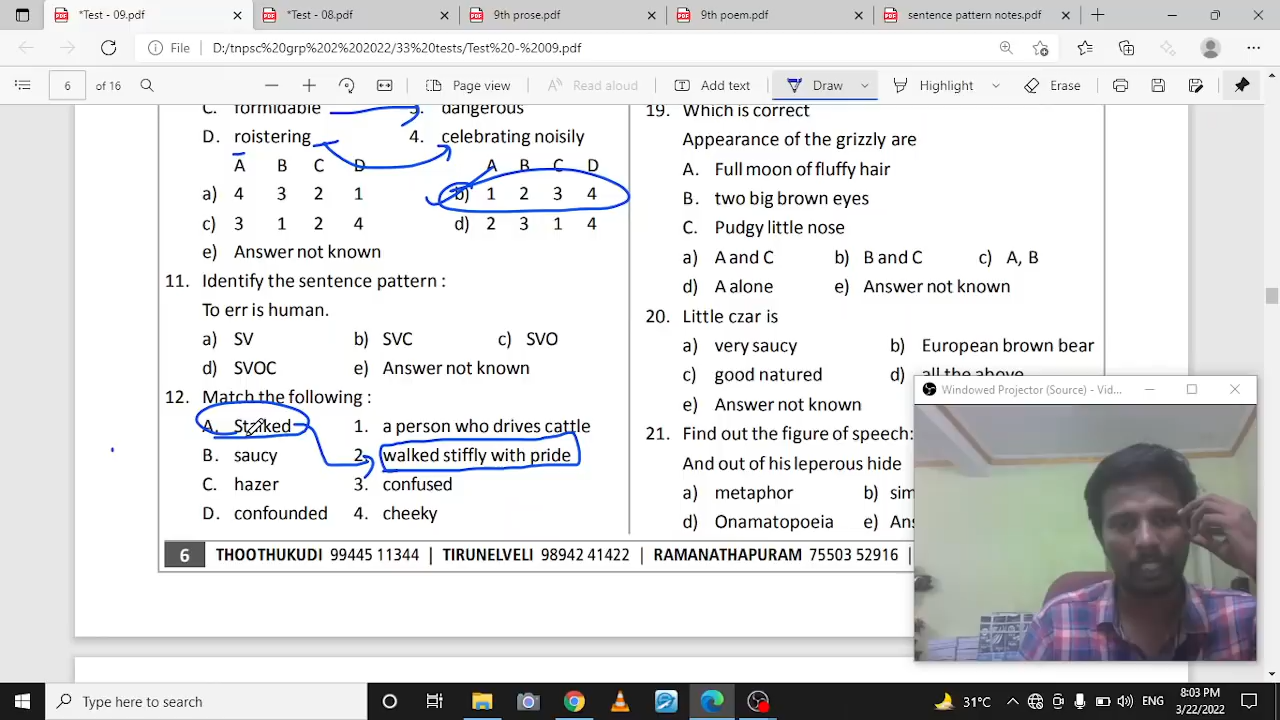 *Test - 09.pdf
*Test - 08.pdf
9th prose.pdf
9th poem.pdf
sentence pattern notes.pdf
File
D:/tnpsc%20grp%202%202022/33%20tests/Test%20-%2009.pdf
6 of 16
Page view
Read aloud
Add text
Draw
Highlight
Erase
C. formidable 3. dangerous
D. roistering 4. celebrating noisily
A B C D A B C D
a) 4 3 2 1 b) 1 2 3 4
c) 3 1 2 4 d) 2 3 1 4
e) Answer not known
11. Identify the sentence pattern :
To err is human.
a) SV b) SVC c) SVO
d) SVOC e) Answer not known
12. Match the following :
A. Stalked 1. a person who drives cattle
B. saucy 2. walked stiffly with pride
C. hazer 3. confused
D. confounded 4. cheeky
19. Which is correct
Appearance of the grizzly are
A. Full moon of fluffy hair
B. two big brown eyes
C. Pudgy little nose
a) A and C b) B and C c) A, B
d) A alone e) Answer not known
20. Little czar is
a) very saucy b) European brown bear
c) good natured d) all the above
e) Answer not known
21. Find out the figure of speech:
And out of his leperous hide
a) metaphor b) sim
d) Onamatopoeia e) Ans
6 THOOTHUKUDI 99445 11344 | TIRUNELVELI 98942 41422 | RAMANATHAPURAM 75503 52916 |
Windowed Projector (Source) - Vid...
Type here to search
31°C
ENG
8:03 PM
3/22/2022